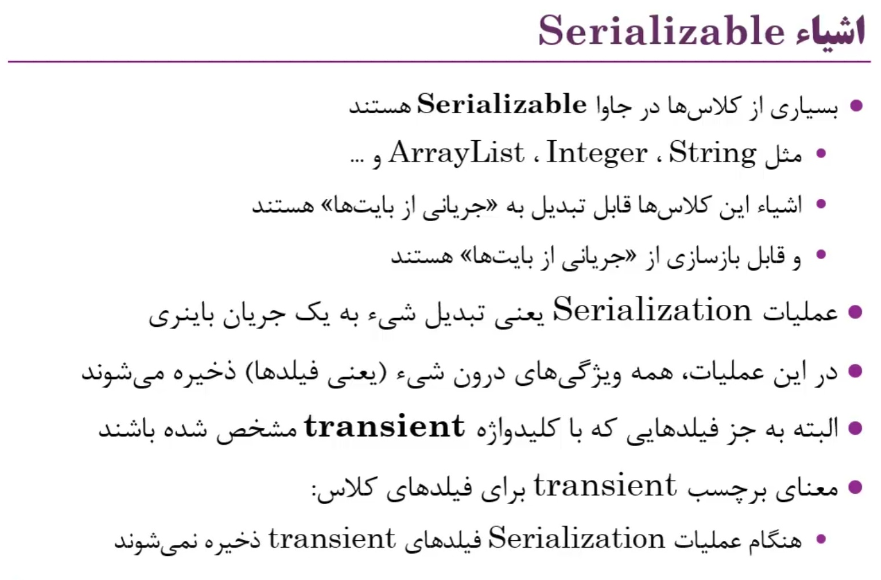 اشیاء Serializable
• بسیاری از کلاس‌ها در جاوا Serializable هستند
• مثل String ، Integer ، ArrayList و ...
• اشیاء این کلاس‌ها قابل تبدیل به «جریانی از بایت‌ها» هستند
• و قابل بازسازی از «جریانی از بایت‌ها» هستند
• عملیات Serialization یعنی تبدیل شیء به یک جریان باینری
• در این عملیات، همه ویژگی‌های درون شیء (یعنی فیلدها) ذخیره می‌شوند
• البته به جز فیلدهایی که با کلیدواژه transient مشخص شده باشند
• معنای برچسب transient برای فیلدهای کلاس:
• هنگام عملیات Serialization فیلدهای transient ذخیره نمی‌شوند